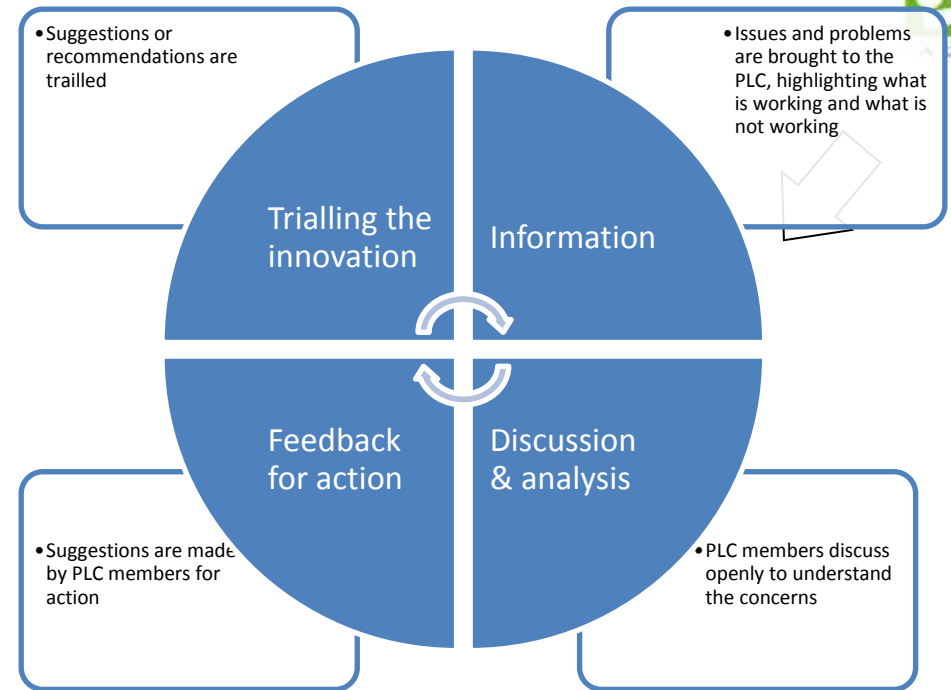 •Suggestions or
recommendations are
trailled
•Issues and problems
are brought to the
PLC, highlighting what
is working and what is
not working
Trialling the
innovation
Information
Feedback
for action
Discussion
& analysis
•Suggestions are made
by PLC members for
action
•PLC members discuss
openly to understand
the concerns